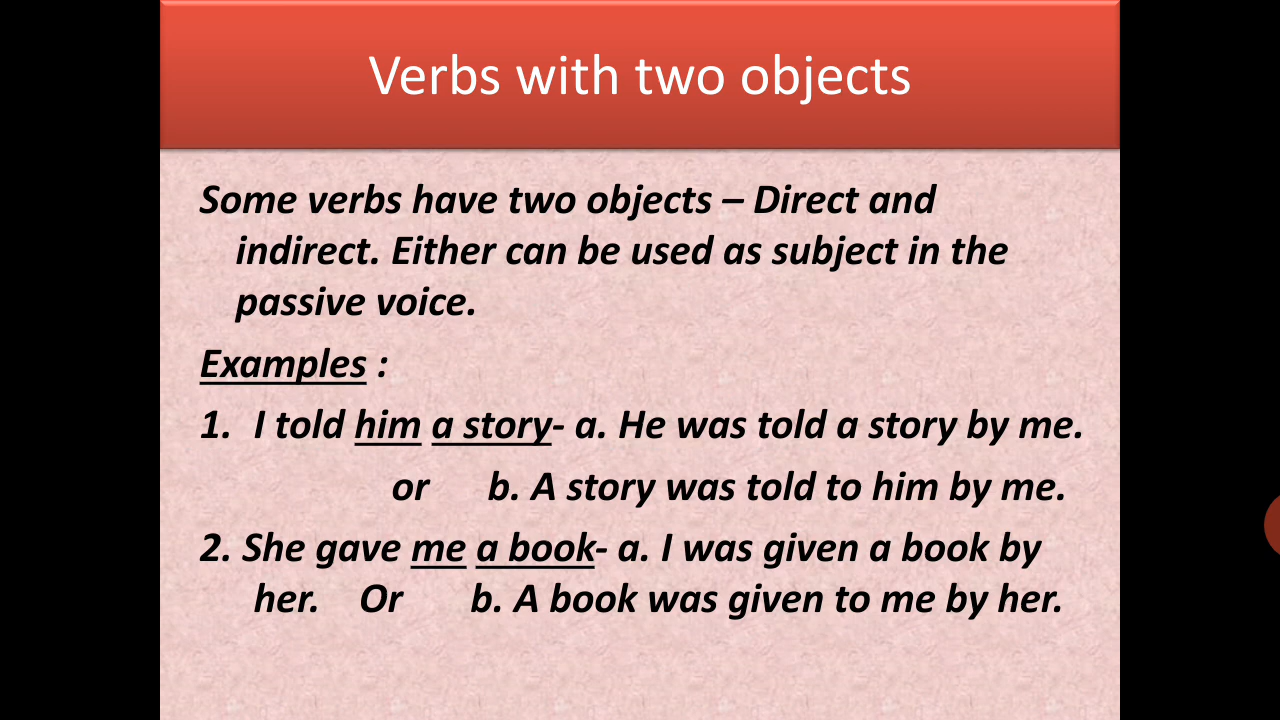 Verbs with two objects
Some verbs have two objects – Direct and
indirect. Either can be used as subject in the
passive voice.
Examples :
1. I told him a story- a. He was told a story by me.
or b. A story was told to him by me.
2. She gave me a book- a. I was given a book by
her. Or b. A book was given to me by her.